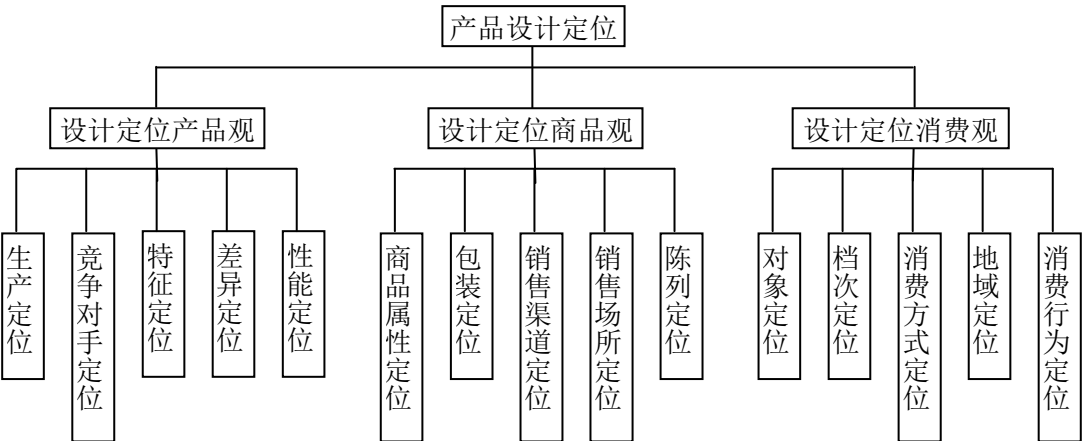 产品设计定位
设计定位产品观
设计定位商品观
设计定位消费观
生产定位
竞争对手定位
特征定位
差异定位
性能定位
商品属性定位
包装定位
销售渠道定位
销售场所定位
陈列定位
对象定位
档次定位
消费方式定位
地域定位
消费行为定位